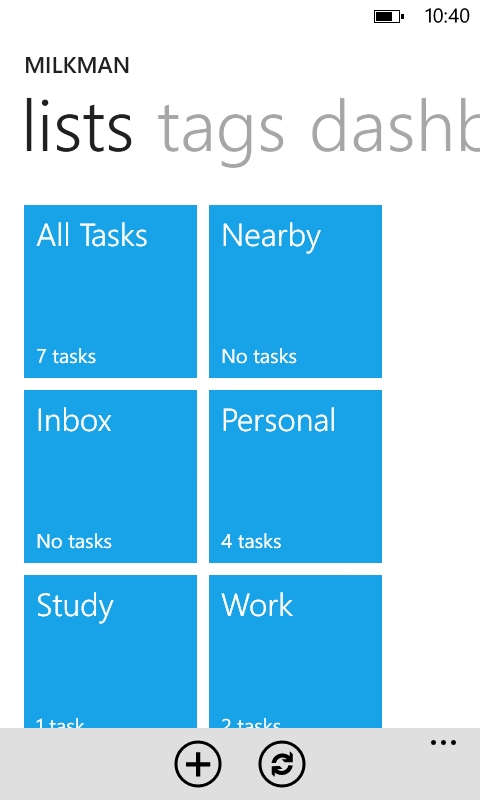 10:40
MILKMAN
lists tags dashb
All Tasks
7 tasks
Nearby
No tasks
Inbox
No tasks
Personal
4 tasks
Study
1 task
Work
2 tasks